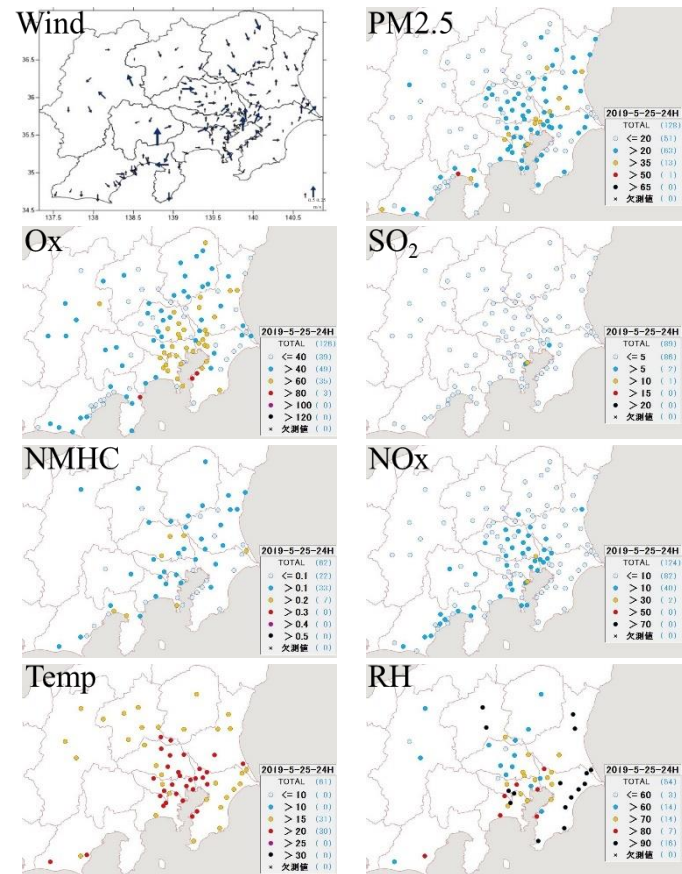 Wind
36.5
36
35.5
35
34.5
137.5 138 138.5 139 139.5 140 140.5
PM2.5
2019-5-25-24H
TOTAL (128)
<= 20 (51)
> 20 (63)
> 35 (13)
> 50 (1)
> 65 (0)
× 欠測値 (0)
Ox
2019-5-25-24H
TOTAL (126)
<= 40 (39)
> 40 (49)
> 60 (35)
> 80 (3)
> 100 (0)
> 120 (0)
× 欠測値 (0)
SO₂
2019-5-25-24H
TOTAL (89)
<= 5 (86)
> 5 (2)
> 10 (1)
> 15 (0)
> 20 (0)
× 欠測値 (0)
NMHC
2019-5-25-24H
TOTAL (62)
<= 0.1 (22)
> 0.1 (33)
> 0.2 (7)
> 0.3 (0)
> 0.4 (0)
> 0.5 (0)
× 欠測値 (0)
NOx
2019-5-25-24H
TOTAL (124)
<= 10 (82)
> 10 (40)
> 30 (2)
> 50 (0)
> 70 (0)
× 欠測値 (0)
Temp
2019-5-25-24H
TOTAL (61)
<= 10 (0)
> 10 (0)
> 15 (31)
> 20 (30)
> 25 (0)
> 30 (0)
× 欠測値 (0)
RH
2019-5-25-24H
TOTAL (54)
<= 60 (3)
> 60 (14)
> 70 (14)
> 80 (7)
> 90 (16)
× 欠測値 (0)